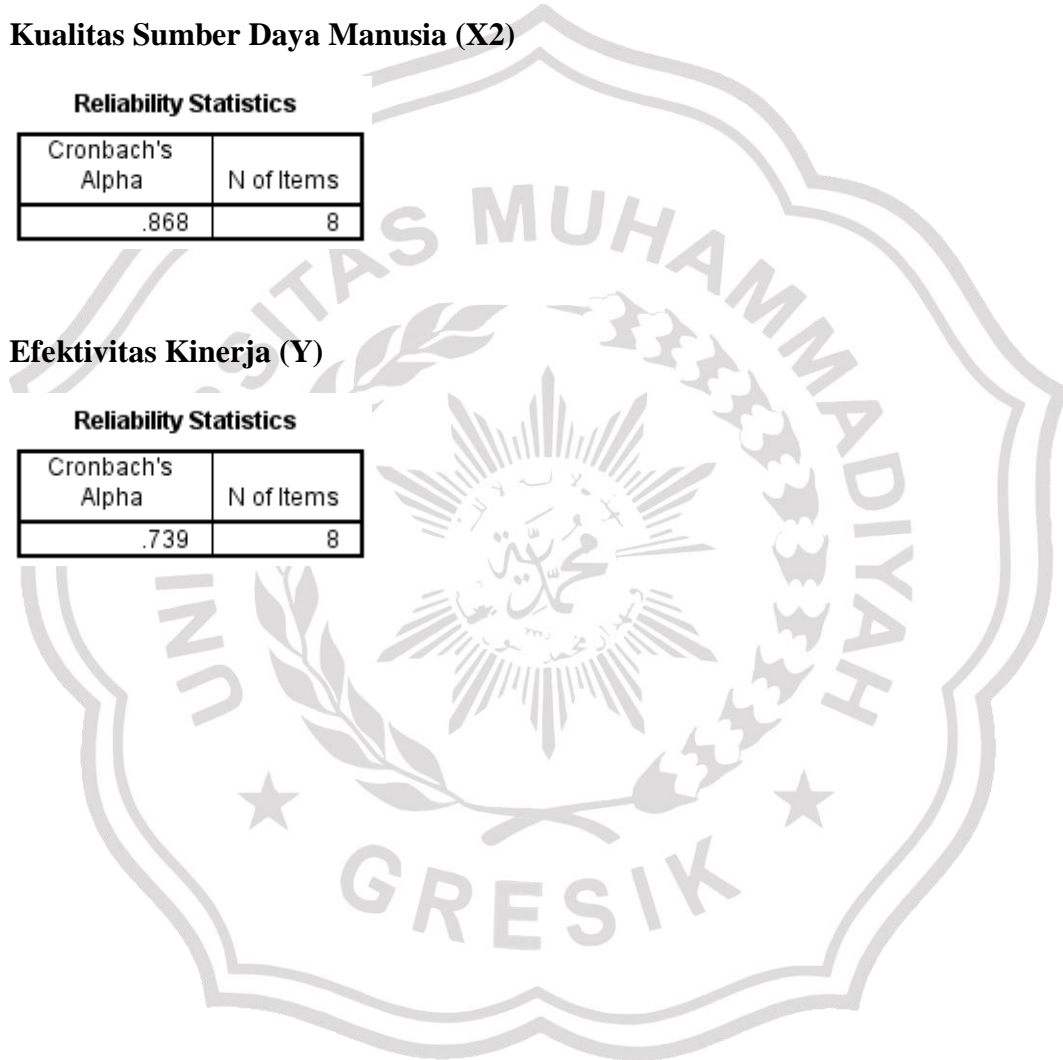 Kualitas Sumber Daya Manusia (X2)
Reliability Statistics
Cronbach's Alpha N of Items
.868 8
Efektivitas Kinerja (Y)
Reliability Statistics
Cronbach's Alpha N of Items
.739 8
MUHAMMADIYAH
GRESIK